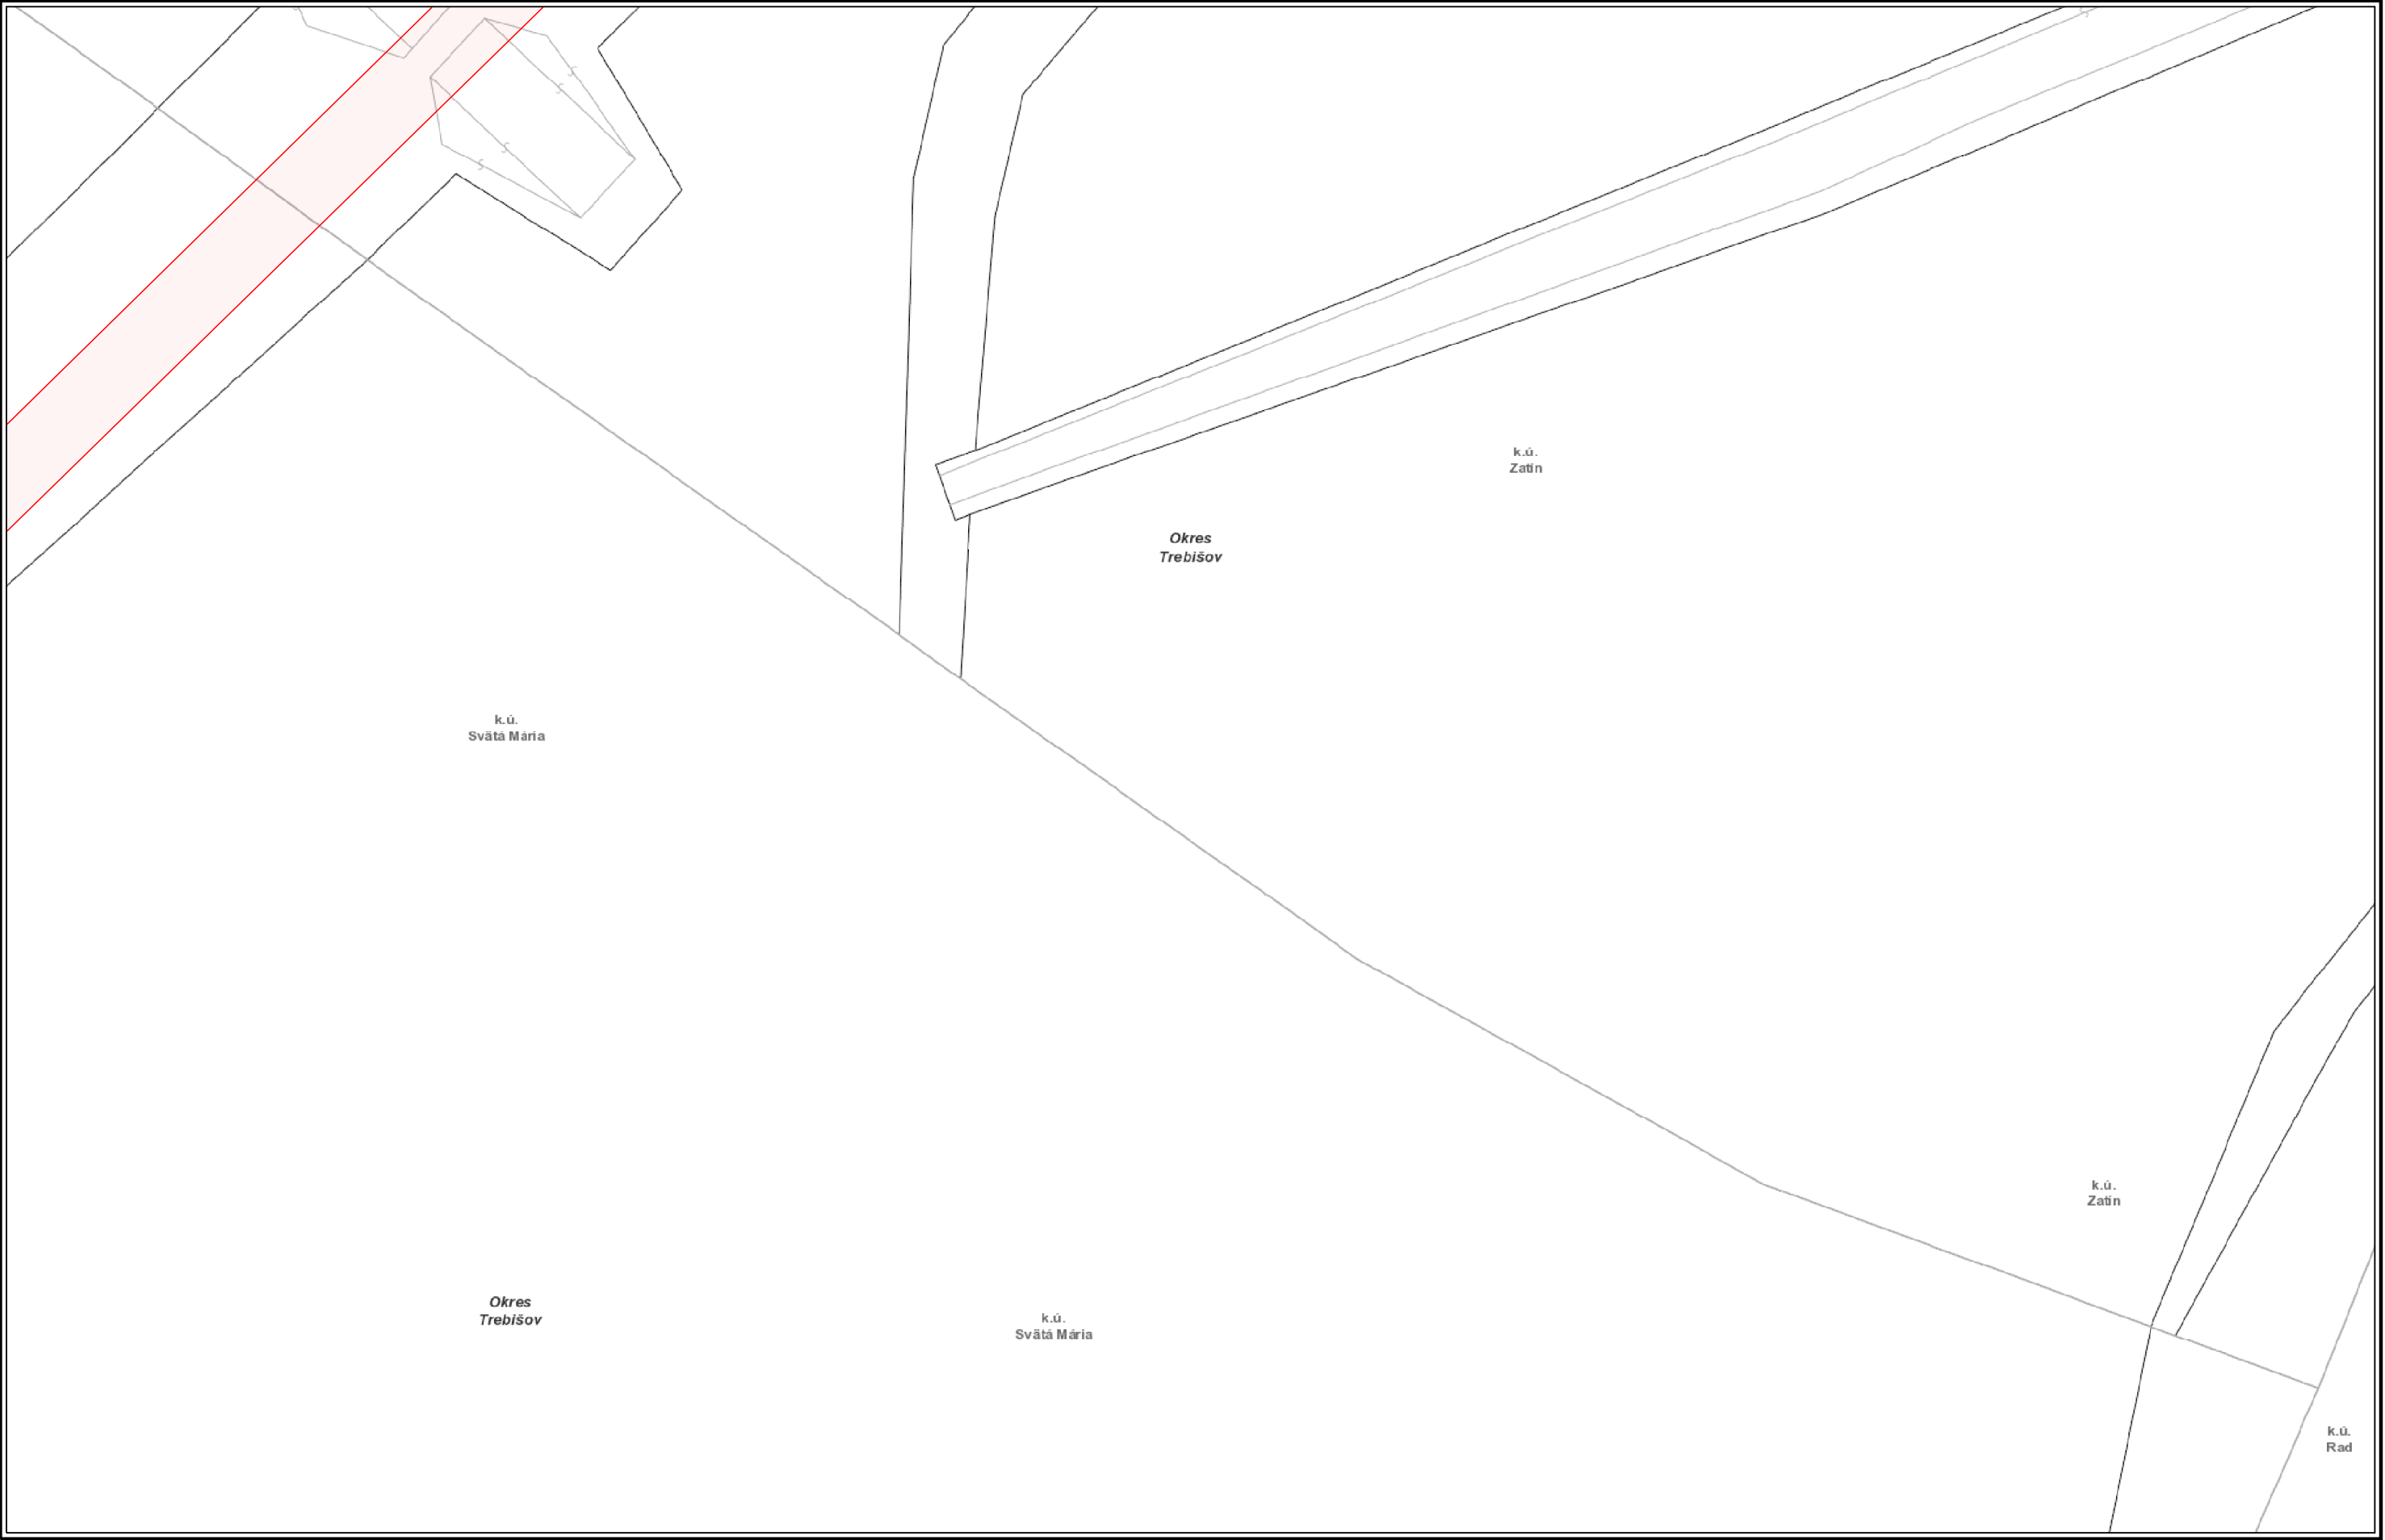 k.ú.
Zatín
Okres
Trebišov
k.ú.
Svätá Mária
k.ú.
Zatín
Okres
Trebišov
k.ú.
Svätá Mária
k.ú.
Rad